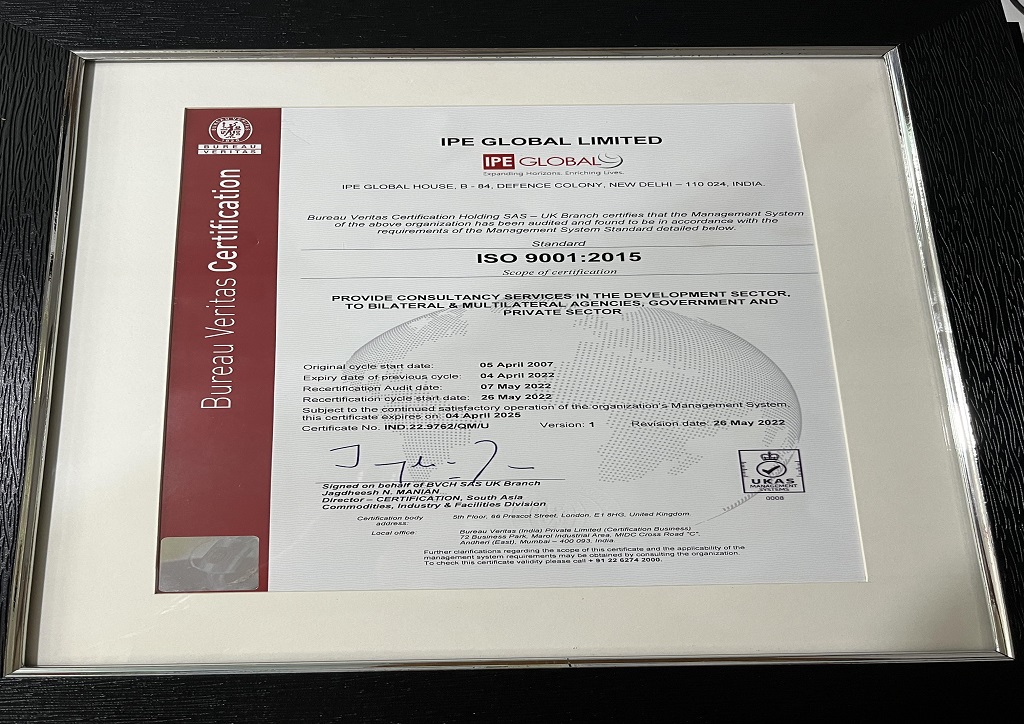 BUREAU
VERITAS
Bureau Veritas Certification
IPE GLOBAL LIMITED
IPE GLOBAL
Expanding Horizons. Enriching Lives.
IPE GLOBAL HOUSE, B - 84, DEFENCE COLONY, NEW DELHI – 110 024, INDIA.
Bureau Veritas Certification Holding SAS – UK Branch certifies that the Management System
of the above organization has been audited and found to be in accordance with the
requirements of the Management System Standard detailed below.
Standard
ISO 9001:2015
Scope of certification
PROVIDE CONSULTANCY SERVICES IN THE DEVELOPMENT SECTOR,
TO BILATERAL & MULTILATERAL AGENCIES, GOVERNMENT AND
PRIVATE SECTOR
Original cycle start date: 05 April 2007
Expiry date of previous cycle: 04 April 2022
Recertification Audit date: 07 May 2022
Recertification cycle start date: 26 May 2022
Subject to the continued satisfactory operation of the organization's Management System,
this certificate expires on: 04 April 2025
Certificate No. IND.22.9762/QM/U Version: 1 Revision date: 26 May 2022
Signed on behalf of BVCH SAS UK Branch
Jagdheesh N. MANIAN
Director – CERTIFICATION, South Asia
Commodities, Industry & Facilities Division
UKAS
MANAGEMENT
SYSTEMS
0008
Certification body address: 5th Floor, 66 Prescot Street, London, E1 8HG, United Kingdom.
Local office: Bureau Veritas (India) Private Limited (Certification Business)
72 Business Park, Marol Industrial Area, MIDC Cross Road "C",
Andheri (East), Mumbai – 400 093, India
Further clarifications regarding the scope of this certificate and the applicability of the
management system requirements may be obtained by consulting the organization.
To check this certificate validity please call + 91 22 6274 2000.